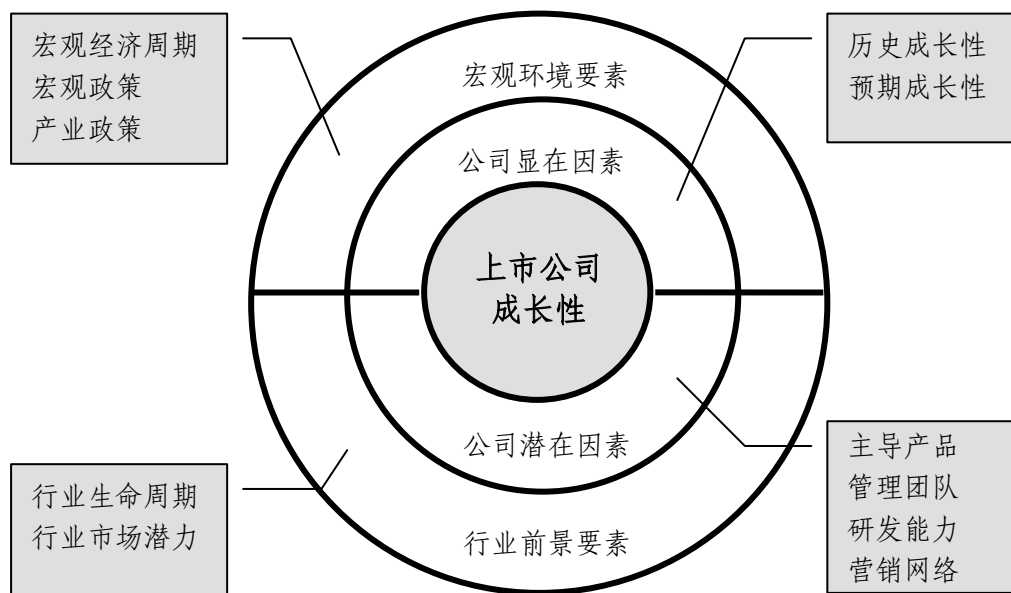 宏观经济周期
宏观政策
产业政策
宏观环境要素
历史成长性
预期成长性
公司显在因素
上市公司
成长性
公司潜在因素
行业前景要素
行业生命周期
行业市场潜力
主导产品
管理团队
研发能力
营销网络